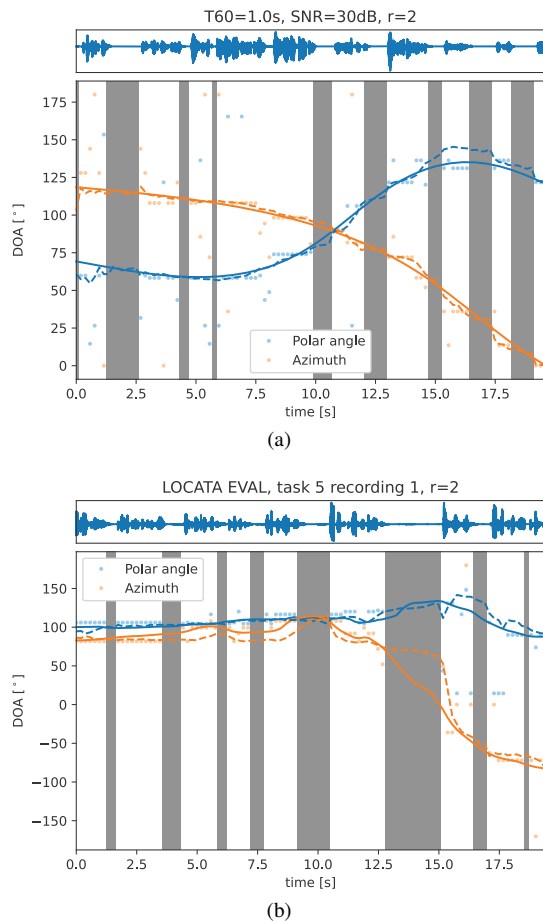 T60=1.0s, SNR=30dB, r=2
175
150
125
100
75
50
25
0
DOA [ ° ]
Polar angle
Azimuth
0.0 2.5 5.0 7.5 10.0 12.5 15.0 17.5
time [s]
(a)
LOCATA EVAL, task 5 recording 1, r=2
Polar angle
Azimuth
150
100
50
0
−50
−100
−150
DOA [ ° ]
0.0 2.5 5.0 7.5 10.0 12.5 15.0 17.5
time [s]
(b)